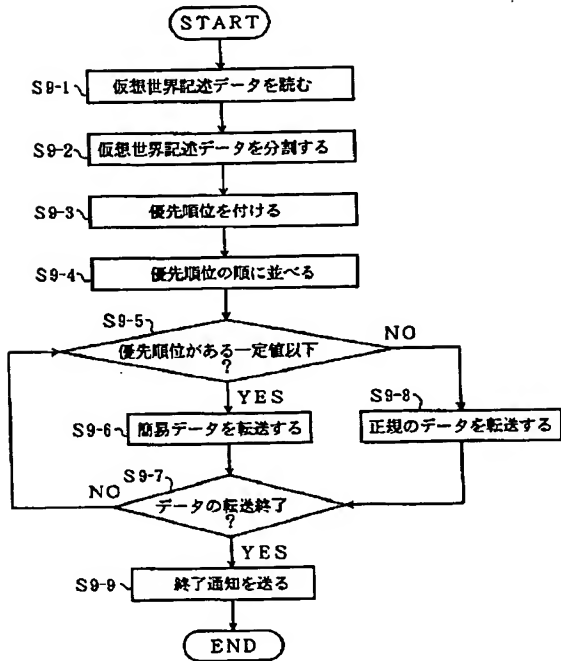 START
S9-1
仮想世界記述データを読む
S9-2
仮想世界記述データを分割する
S9-3
優先順位を付ける
S9-4
優先順位の順に並べる
S9-5
優先順位がある一定値以下
?
NO
YES
S9-6
簡易データを転送する
S9-8
正規のデータを転送する
S9-7
NO
データの転送終了
?
YES
S9-9
終了通知を送る
END